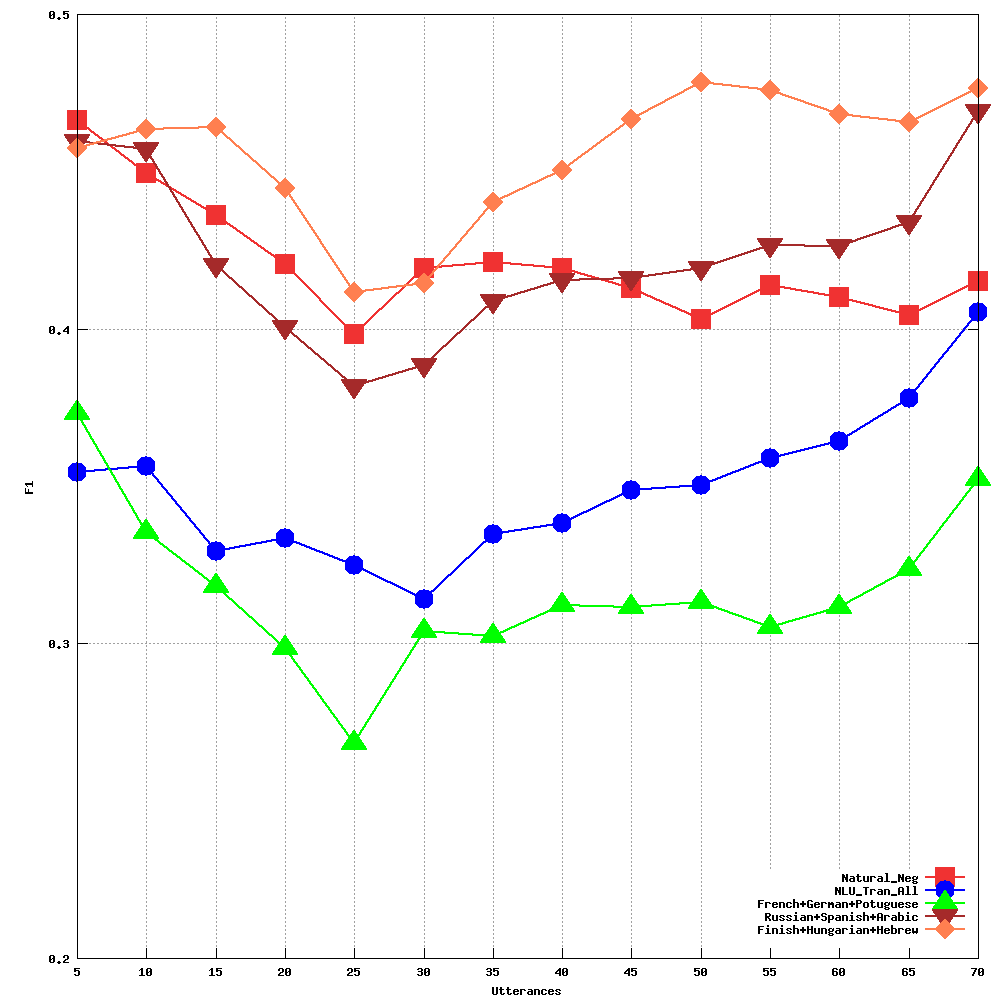 0.5
0.4
F1
0.3
Natural_Neg
NLU_Tran_All
French+German+Potuguese
Russian+Spanish+Arabic
Finish+Hungarian+Hebrew
0.2
5 10 15 20 25 30 35 40 45 50 55 60 65 70
Utterances